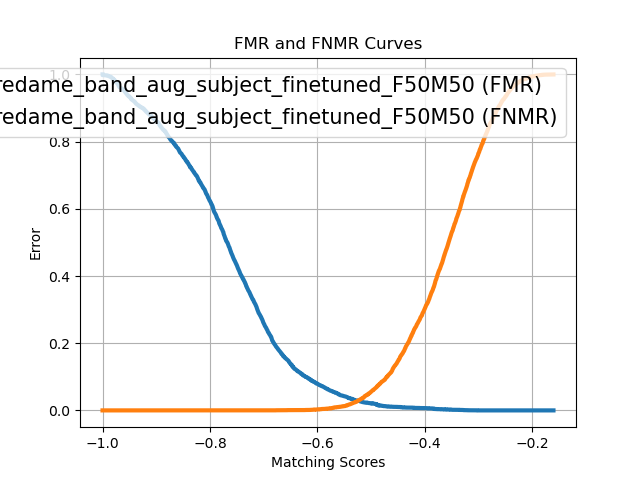 FMR and FNMR Curves
redame_band_aug_subject_finetuned_F50M50 (FMR)
redame_band_aug_subject_finetuned_F50M50 (FNMR)
1.0
0.8
0.6
0.4
0.2
0.0
Error
−1.0 −0.8 −0.6 −0.4 −0.2
Matching Scores